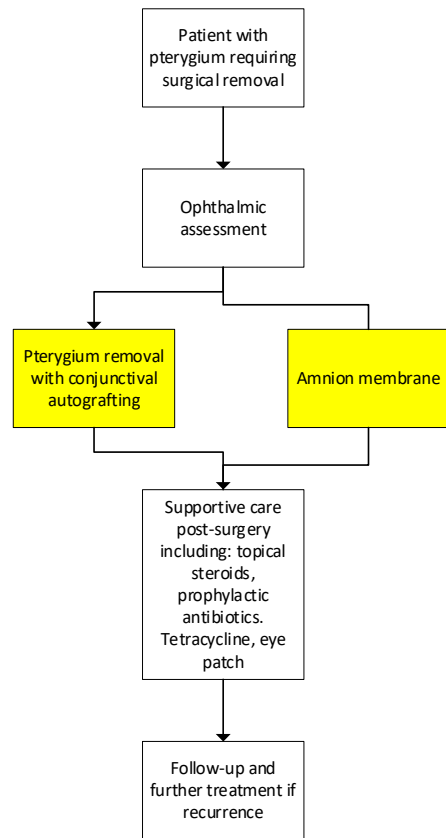 Patient with
pterygium requiring
surgical removal
Ophthalmic
assessment
Pterygium removal
with conjunctival
autografting
Amnion membrane
Supportive care
post-surgery
including: topical
steroids,
prophylactic
antibiotics.
Tetracycline, eye
patch
Follow-up and
further treatment if
recurrence